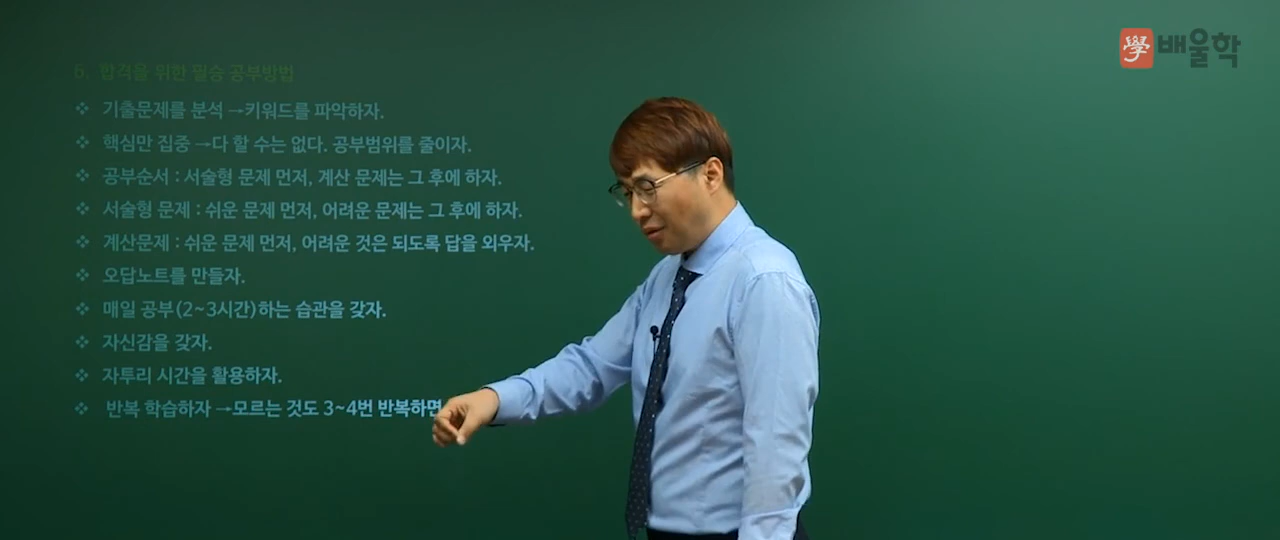 學 배울학
6. 합격을 위한 필승 공부방법
❖ 기출문제를 분석 →키워드를 파악하자.
❖ 핵심만 집중 →다 할 수는 없다. 공부범위를 줄이자.
❖ 공부순서 : 서술형 문제 먼저, 계산 문제는 그 후에 하자.
❖ 서술형 문제 : 쉬운 문제 먼저, 어려운 문제는 그 후에 하자.
❖ 계산문제 : 쉬운 문제 먼저, 어려운 것은 되도록 답을 외우자.
❖ 오답노트를 만들자.
❖ 매일 공부(2~3시간)하는 습관을 갖자.
❖ 자신감을 갖자.
❖ 자투리 시간을 활용하자.
❖ 반복 학습하자 →모르는 것도 3~4번 반복하면